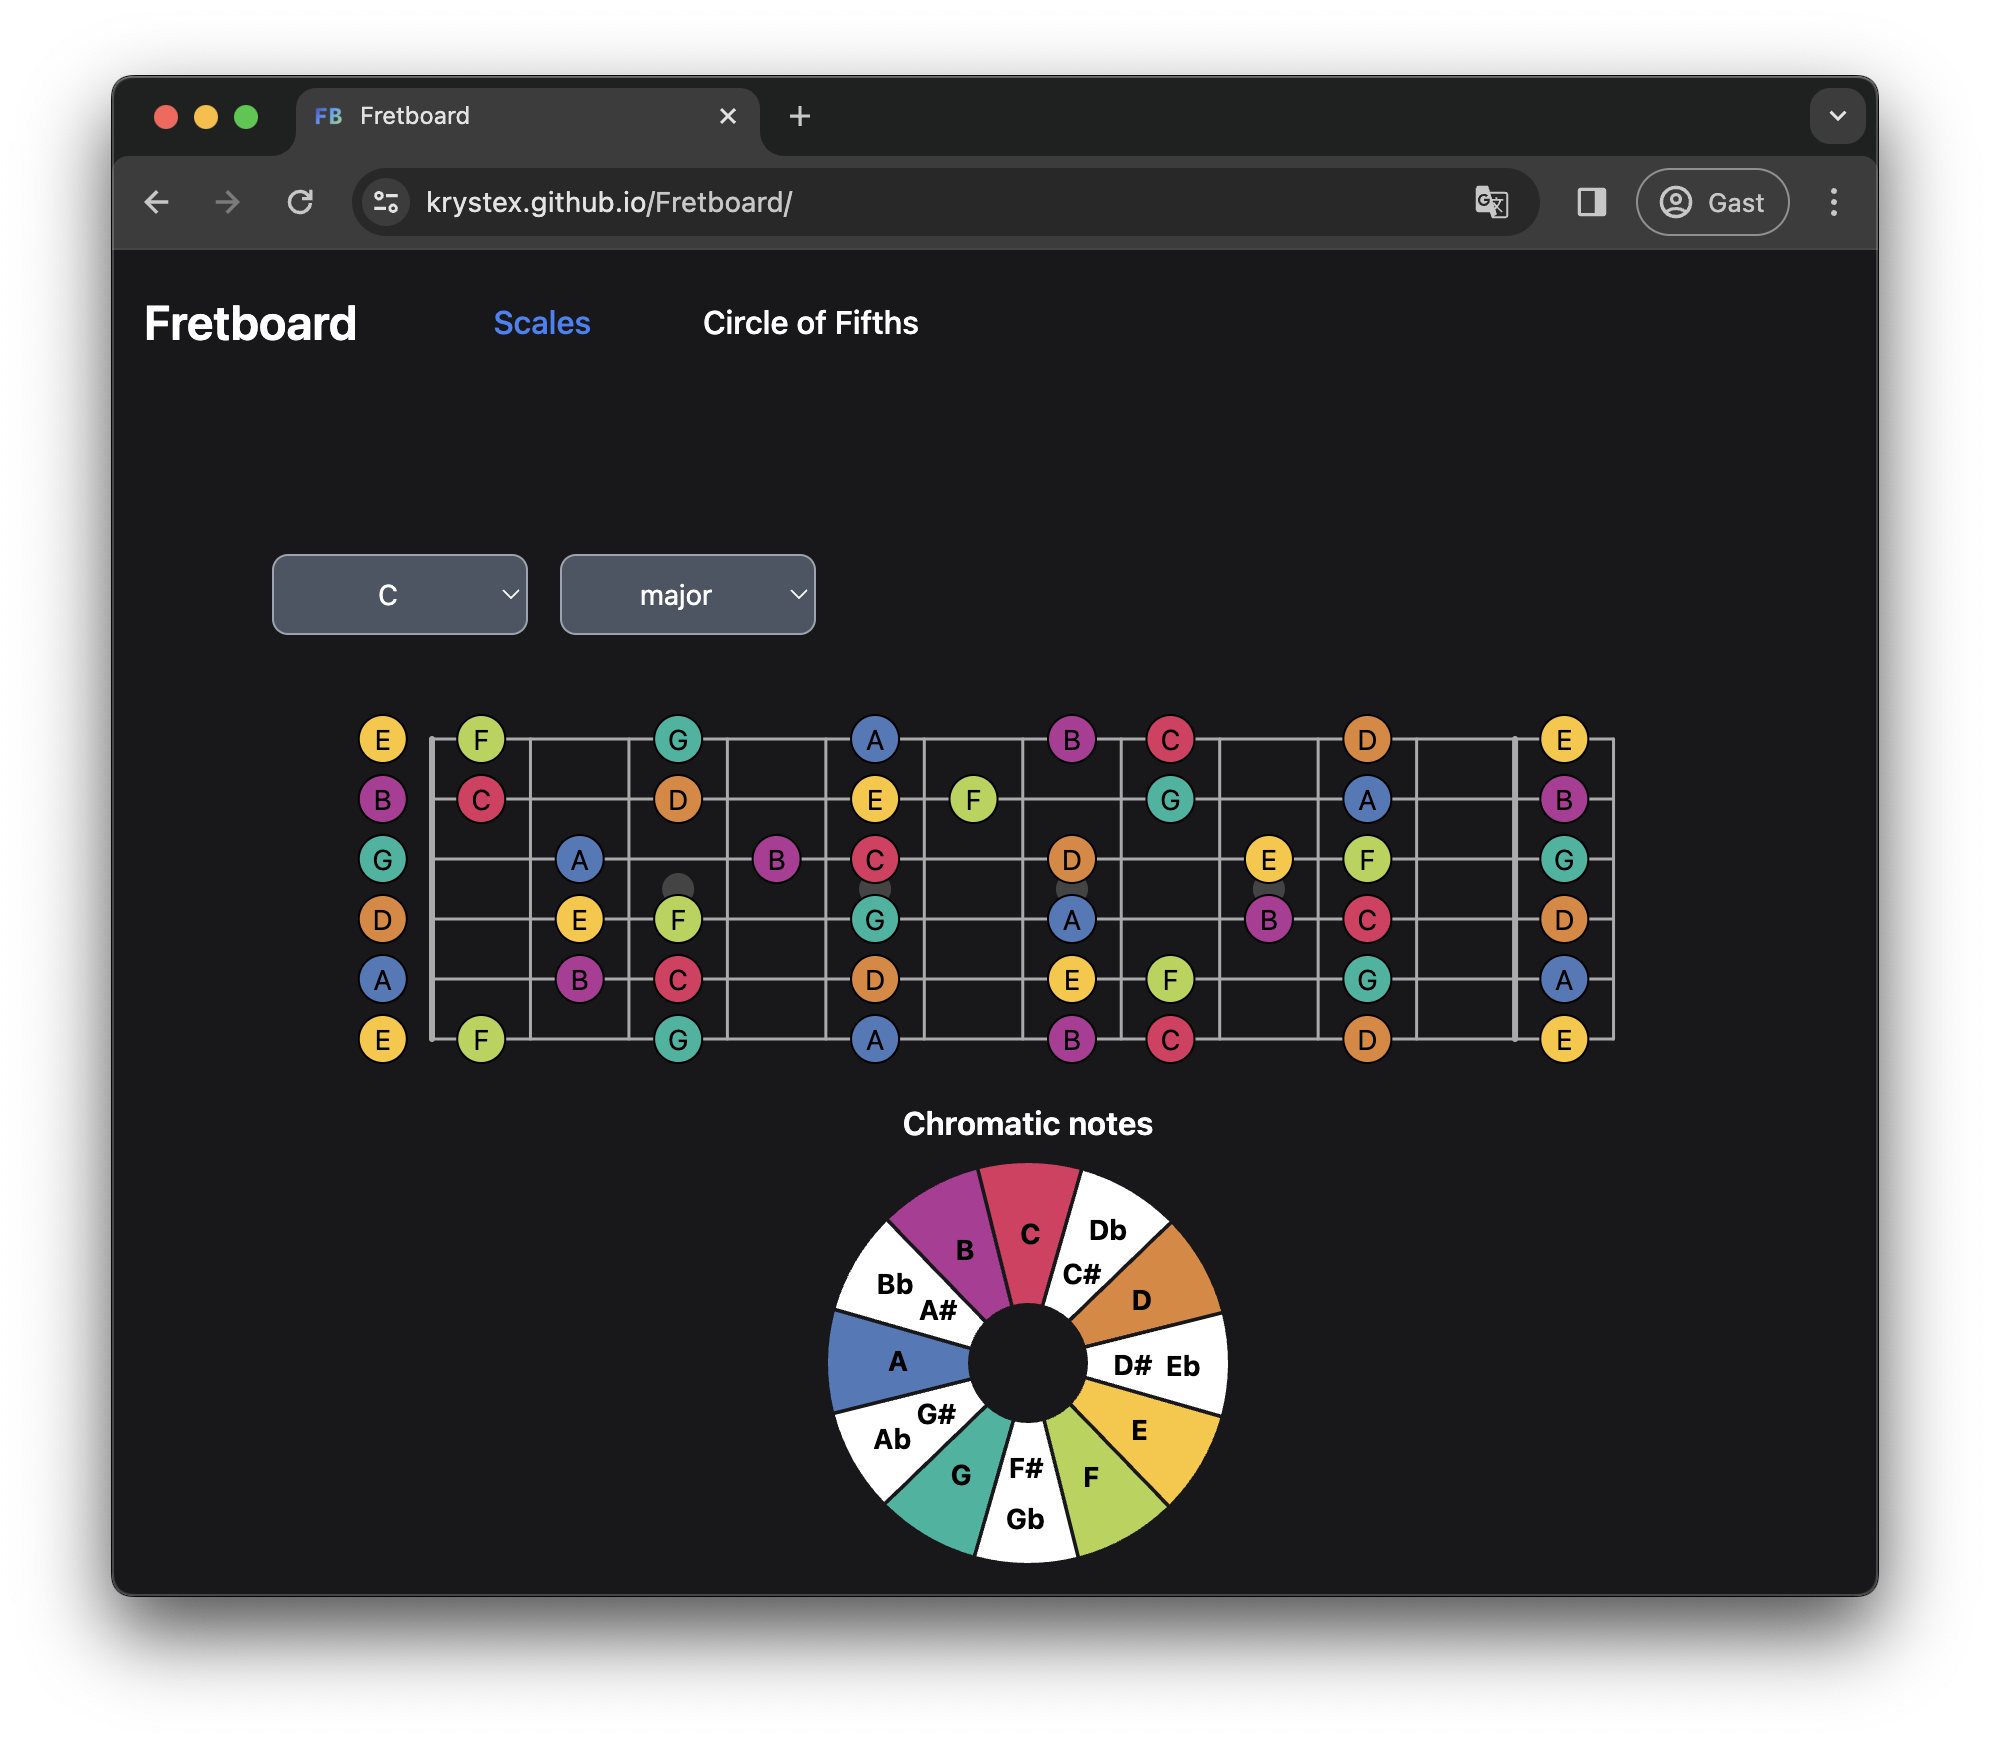 FB Fretboard
krystex.github.io/Fretboard/ Gast
Fretboard Scales Circle of Fifths
C major
E F G A B C D E
B C D E F G A B
G A B C D E F G
D E F G A B C D
A B C D E F G A
E F G A B C D E
Chromatic notes
C
Db
C#
D
D# Eb
E
F
F#
Gb
G
G#
Ab
A
Bb
A#
B